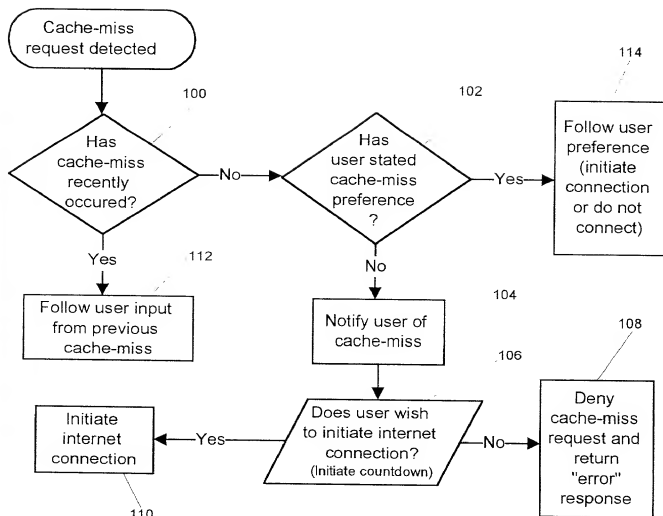 Cache-miss
request detected
100
Has
cache-miss
recently
occured?
No
102
Has
user stated
cache-miss
preference
?
Yes
114
Follow user
preference
(initiate
connection
or do not
connect)
Yes
112
Follow user input
from previous
cache-miss
No
104
Notify user of
cache-miss
106
Does user wish
to initiate internet
connection?
(Initiate countdown)
Yes
Initiate
internet
connection
110
No
108
Deny
cache-miss
request and
return
"error"
response